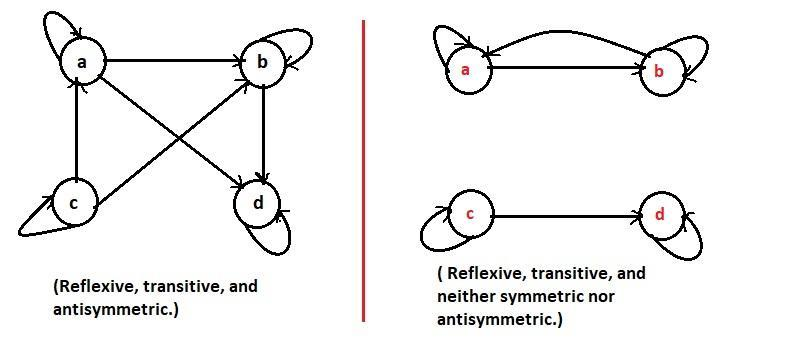 a
b
c
d
(Reflexive, transitive, and
antisymmetric.)
a
b
c
d
( Reflexive, transitive, and
neither symmetric nor
antisymmetric.)